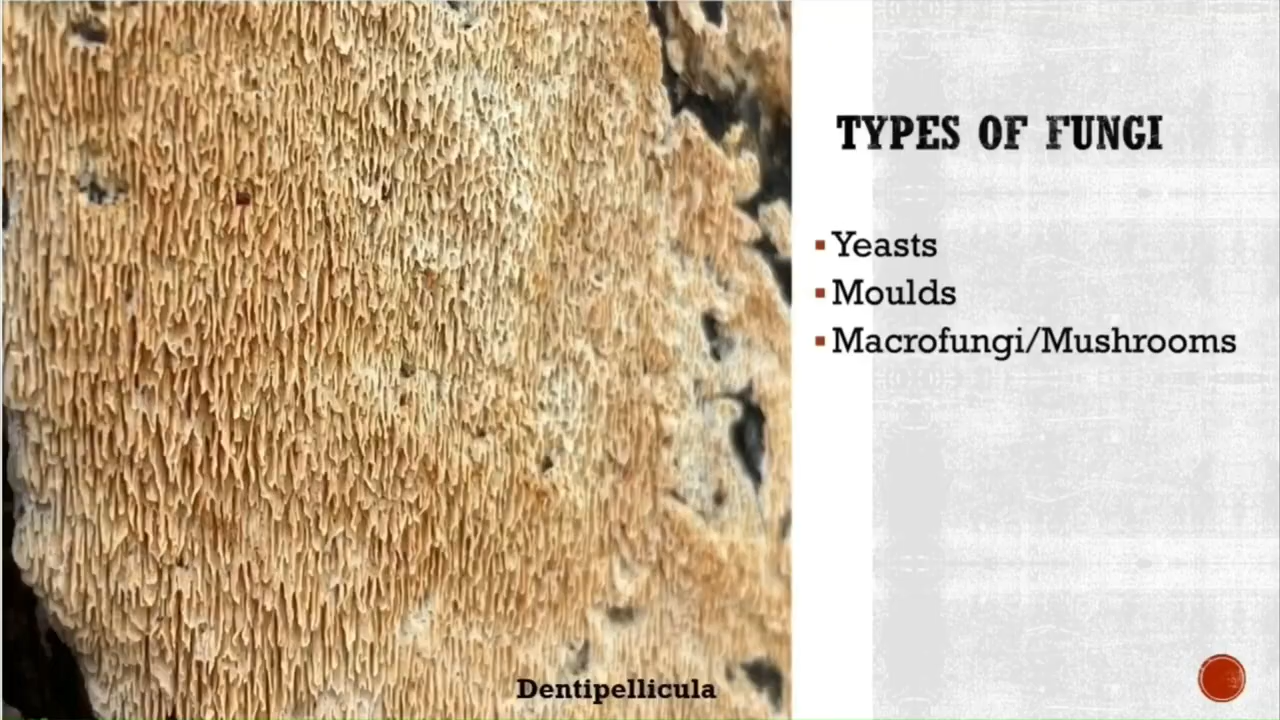 TYPES OF FUNGI
Yeasts
Moulds
Macrofungi/Mushrooms
Dentipellicula